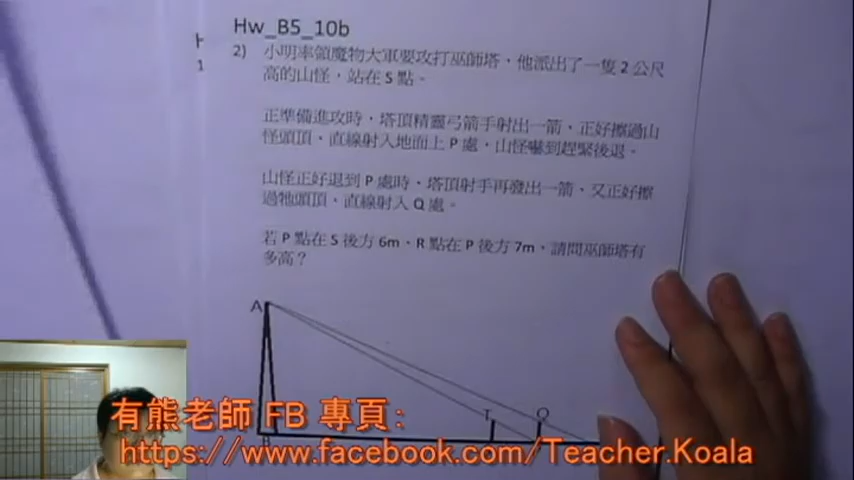 Hw_B5_10b
2) 小明率領魔物大軍要攻打巫師塔，他派出了一隻 2 公尺
高的山怪，站在 S 點。
正準備進攻時，塔頂精靈弓箭手射出一箭，正好擦過山
怪頭頂，直線射入地面上 P 處，山怪嚇到趕緊後退。
山怪正好退到 P 處時，塔頂射手再發出一箭，又正好擦
過牠頭頂，直線射入 Q 處。
若 P 點在 S 後方 6m，R 點在 P 後方 7m，請問巫師塔有
多高？
A
T
Q
有熊老師 FB 專頁：
https://www.facebook.com/Teacher.Koala